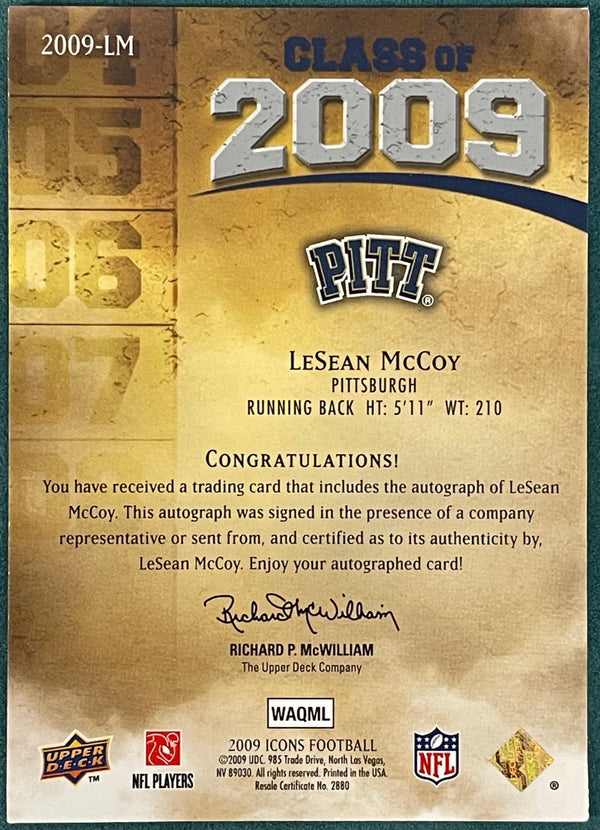 2009-LM
CLASS OF
2009
04
05
06
07
PITT®
LESEAN MCCOY
PITTSBURGH
RUNNING BACK HT: 5'11" WT: 210
CONGRATULATIONS!
You have received a trading card that includes the autograph of LeSean
McCoy. This autograph was signed in the presence of a company
representative or sent from, and certified as to its authenticity by,
LeSean McCoy. Enjoy your autographed card!
Richard McWilliam
RICHARD P. McWILLIAM
The Upper Deck Company
WAQML
2009 ICONS FOOTBALL
©2009 UDC. 985 Trade Drive, North Las Vegas,
NV 89030. All rights reserved. Printed in the USA.
Resale Certificate No. 2880
UPPER
D·E·C·K
™
NFL PLAYERS
NFL
®